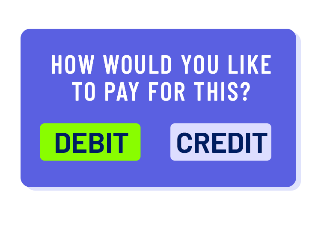 HOW WOULD YOU LIKE
TO PAY FOR THIS?
DEBIT CREDIT